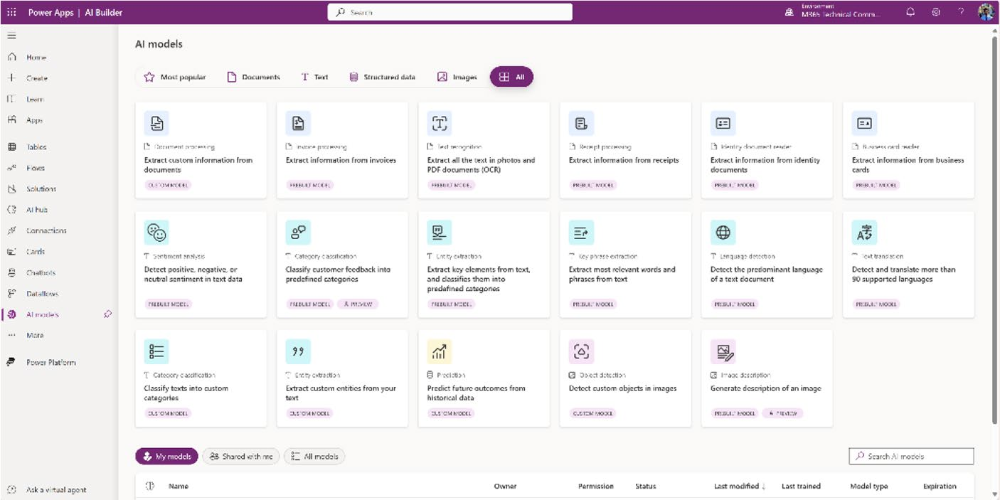 Power Apps | AI Builder
Search
Environment
M365 Technical Comm...
Home
Create
Learn
Apps
Tables
Flows
Solutions
AI hub
Connections
Cards
Chatbots
Dataflows
AI models
More
Power Platform
Ask a virtual agent
AI models
Most popular
Documents
Text
Structured data
Images
All
Document processing
Extract custom information from
documents
CUSTOM MODEL
Invoice processing
Extract information from invoices
PREBUILT MODEL
Text recognition
Extract all the text in photos and
PDF documents (OCR)
PREBUILT MODEL
Receipt processing
Extract information from receipts
PREBUILT MODEL
Identity document reader
Extract information from identity
documents
PREBUILT MODEL
Business card reader
Extract information from business
cards
PREBUILT MODEL
Sentiment analysis
Detect positive, negative, or
neutral sentiment in text data
PREBUILT MODEL
Category classification
Classify customer feedback into
predefined categories
PREBUILT MODEL
PREVIEW
Entity extraction
Extract key elements from text,
and classifies them into
predefined categories
PREBUILT MODEL
Key phrase extraction
Extract most relevant words and
phrases from text
PREBUILT MODEL
Language detection
Detect the predominant language
of a text document
PREBUILT MODEL
Text translation
Detect and translate more than
90 supported languages
PREBUILT MODEL
Category classification
Classify texts into custom
categories
CUSTOM MODEL
Entity extraction
Extract custom entities from your
text
CUSTOM MODEL
Prediction
Predict future outcomes from
historical data
CUSTOM MODEL
Object detection
Detect custom objects in images
CUSTOM MODEL
Image description
Generate description of an image
PREBUILT MODEL
PREVIEW
My models
Shared with me
All models
Search AI models
Name
Owner
Permission
Status
Last modified ↓
Last trained
Model type
Expiration